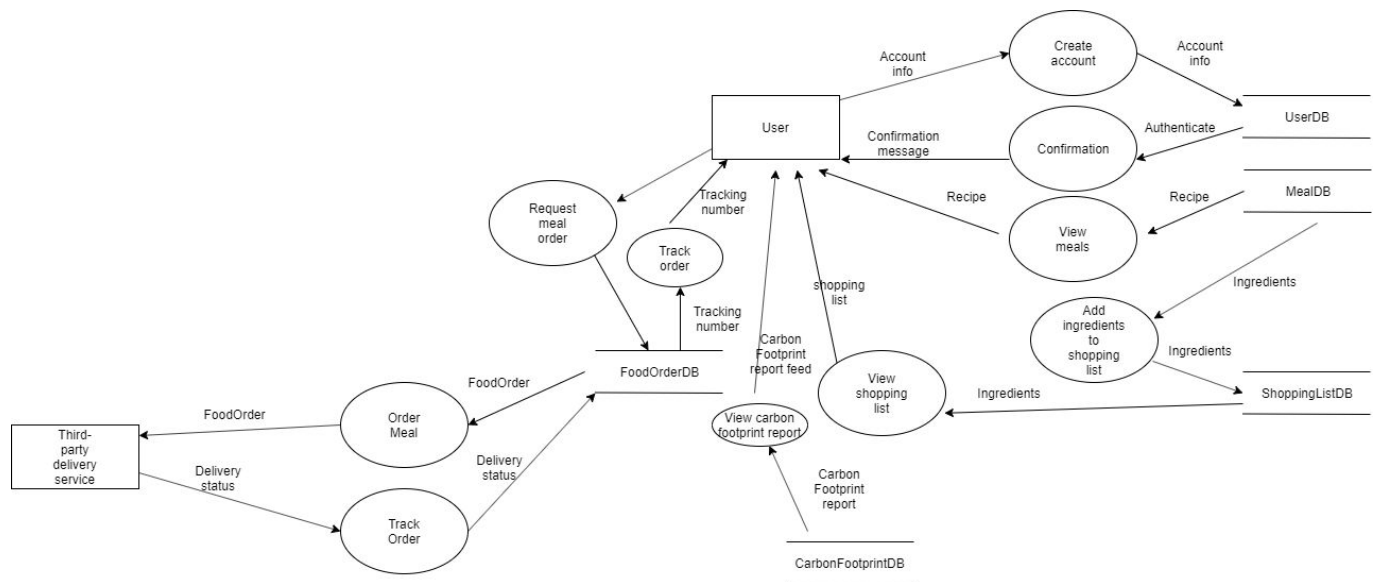 Create
account
Account
info
Account
info
User
UserDB
Confirmation
message
Confirmation
Authenticate
MealDB
Recipe
Recipe
View
meals
Request
meal
order
Tracking
number
Track
order
Tracking
number
Ingredients
shopping
list
Add
ingredients
to
shopping
list
Ingredients
Carbon
Footprint
report feed
FoodOrderDB
FoodOrder
View
shopping
list
Ingredients
ShoppingListDB
FoodOrder
Order
Meal
View carbon
footprint report
Third-
party
delivery
service
Delivery
status
Delivery
status
Carbon
Footprint
report
Track
Order
CarbonFootprintDB